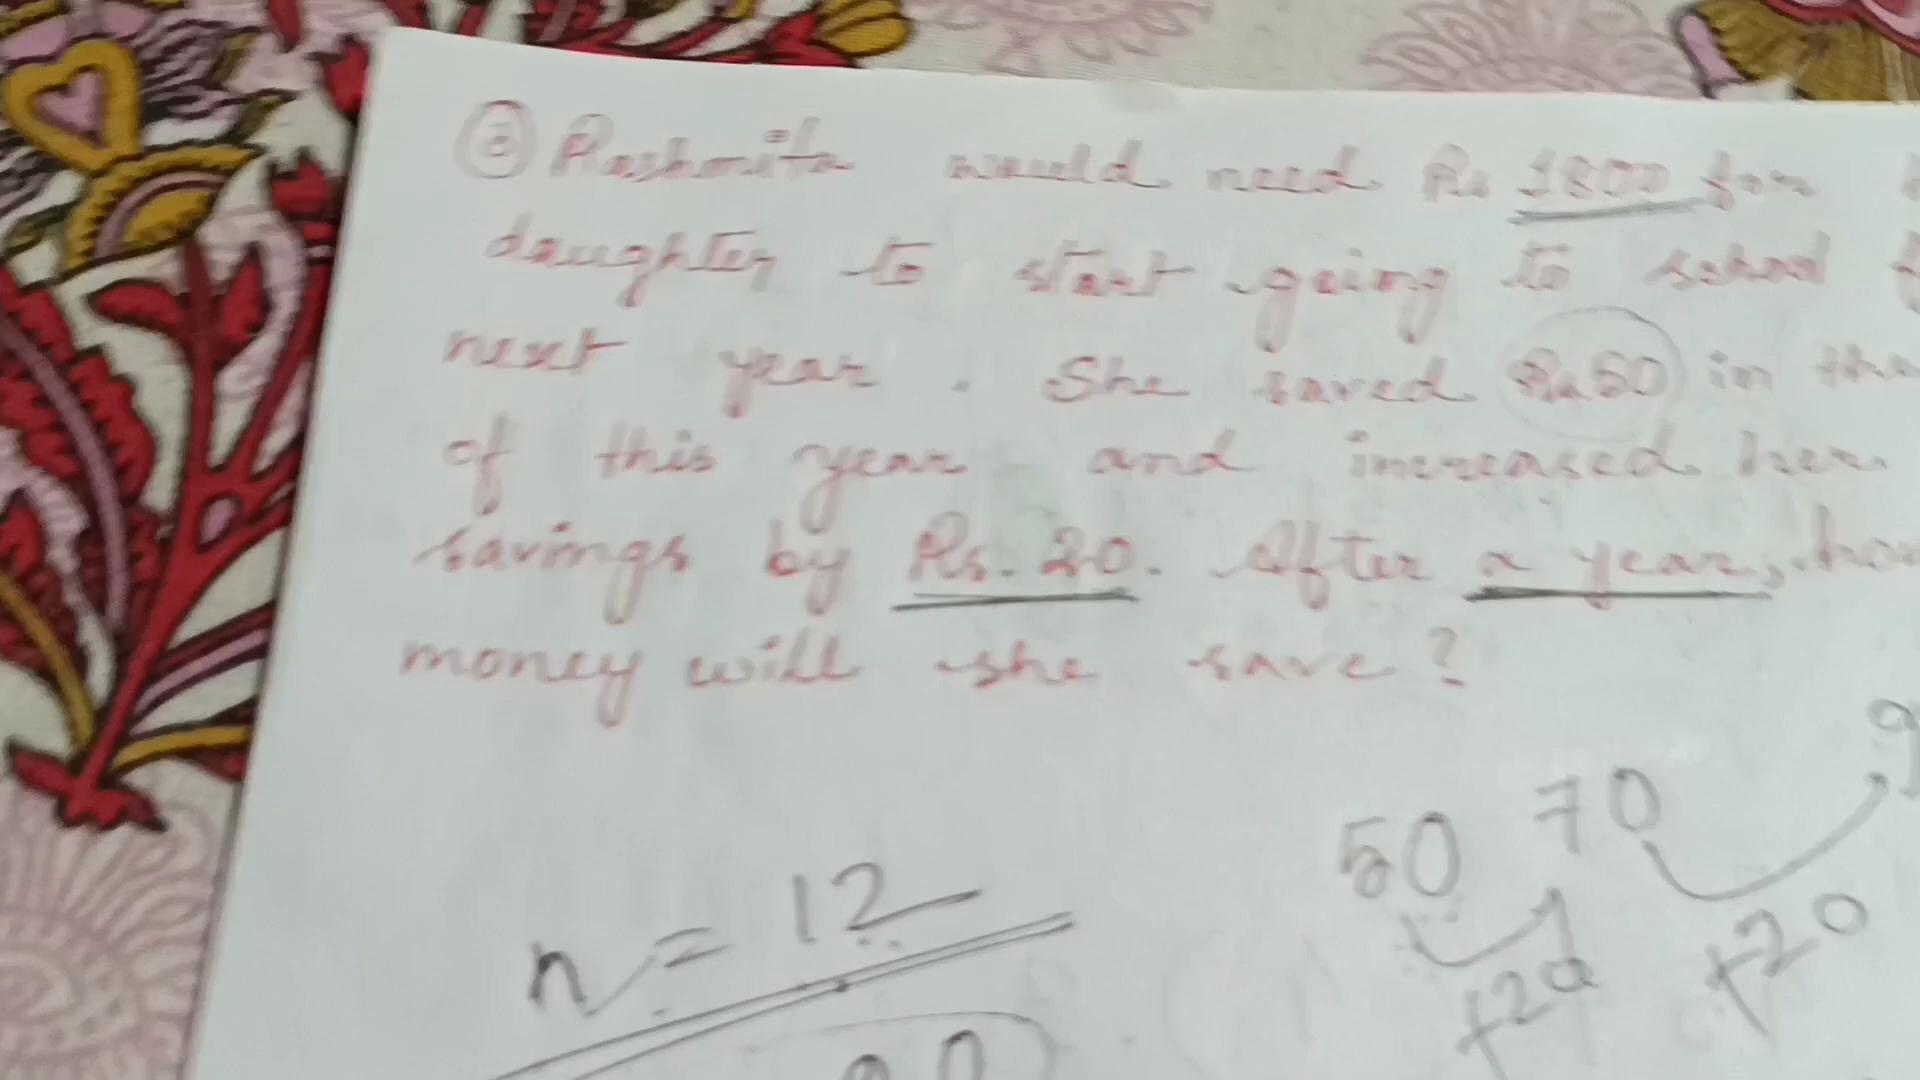 a Rashmita would need Rs 1800 for
daughter to start going to school
next year. She saved Rs 50 in the
of this year and increased her
savings by Rs. 20. After a year, how
money will she save?
50 70 9
+20 +20
n = 12